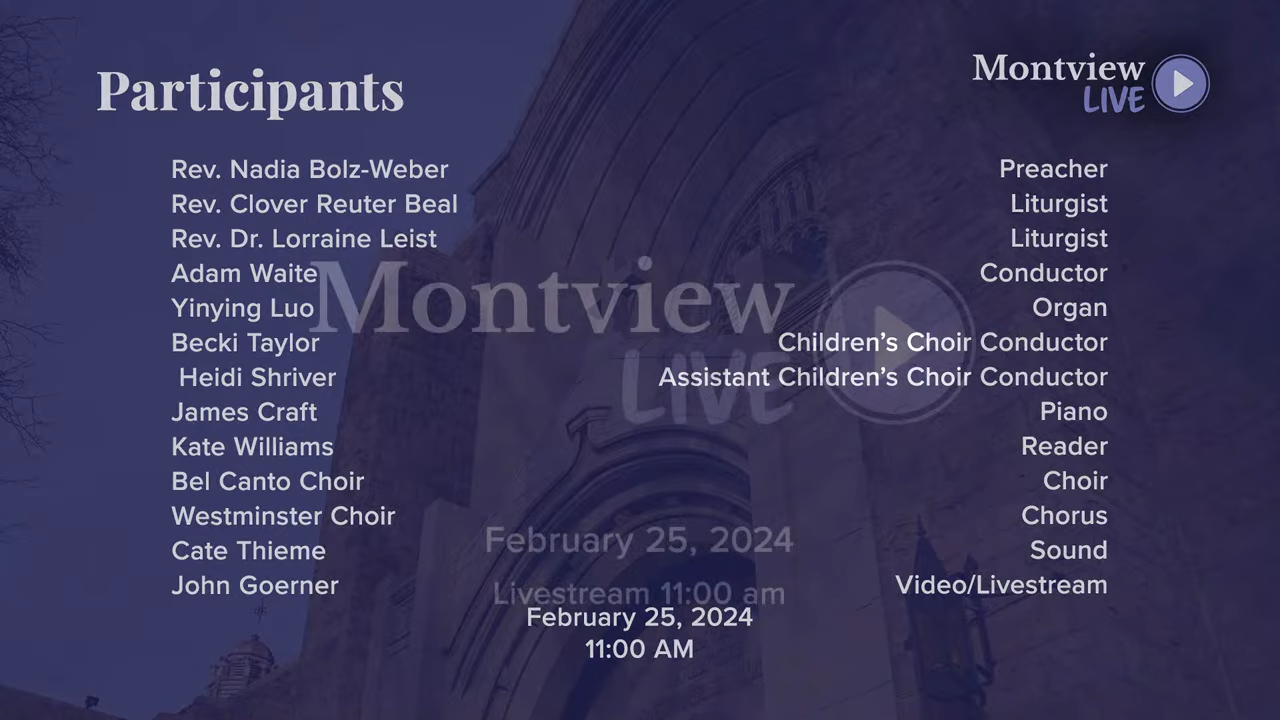 Participants
Montview
LIVE
Rev. Nadia Bolz-Weber Preacher
Rev. Clover Reuter Beal Liturgist
Rev. Dr. Lorraine Leist Liturgist
Adam Waite Conductor
Yinying Luo Organ
Becki Taylor Children’s Choir Conductor
Heidi Shriver Assistant Children’s Choir Conductor
James Craft Piano
Kate Williams Reader
Bel Canto Choir Choir
Westminster Choir Chorus
Cate Thieme Sound
John Goerner Video/Livestream
Montview
LIVE
February 25, 2024
Livestream 11:00 am
February 25, 2024
11:00 AM